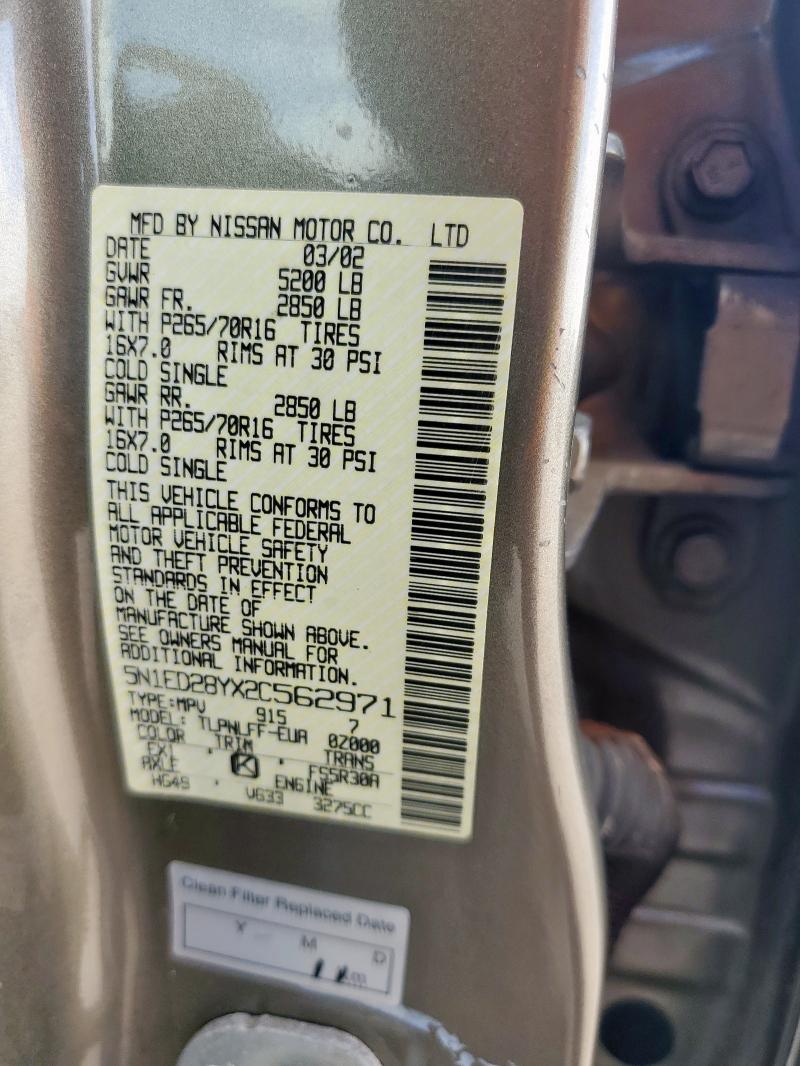 MFD BY NISSAN MOTOR CO. LTD
DATE 03/02
GVWR 5200 LB
GAWR FR. 2850 LB
WITH P265/70R16 TIRES
16X7.0 RIMS AT 30 PSI
COLD SINGLE
GAWR RR. 2850 LB
WITH P265/70R16 TIRES
16X7.0 RIMS AT 30 PSI
COLD SINGLE
THIS VEHICLE CONFORMS TO
ALL APPLICABLE FEDERAL
MOTOR VEHICLE SAFETY
AND THEFT PREVENTION
STANDARDS IN EFFECT
ON THE DATE OF
MANUFACTURE SHOWN ABOVE.
SEE OWNERS MANUAL FOR
ADDITIONAL INFORMATION.
5N1ED28YX2C562971
TYPE:MPV 915 7
MODEL: TLPNLFF-EUA 0Z000
COLOR TRIM TRANS
EX1 · K · FS5R30A
AXLE ENGINE
HG49 · VG33 3275CC
Clean Filter Replaced Date
Y M D